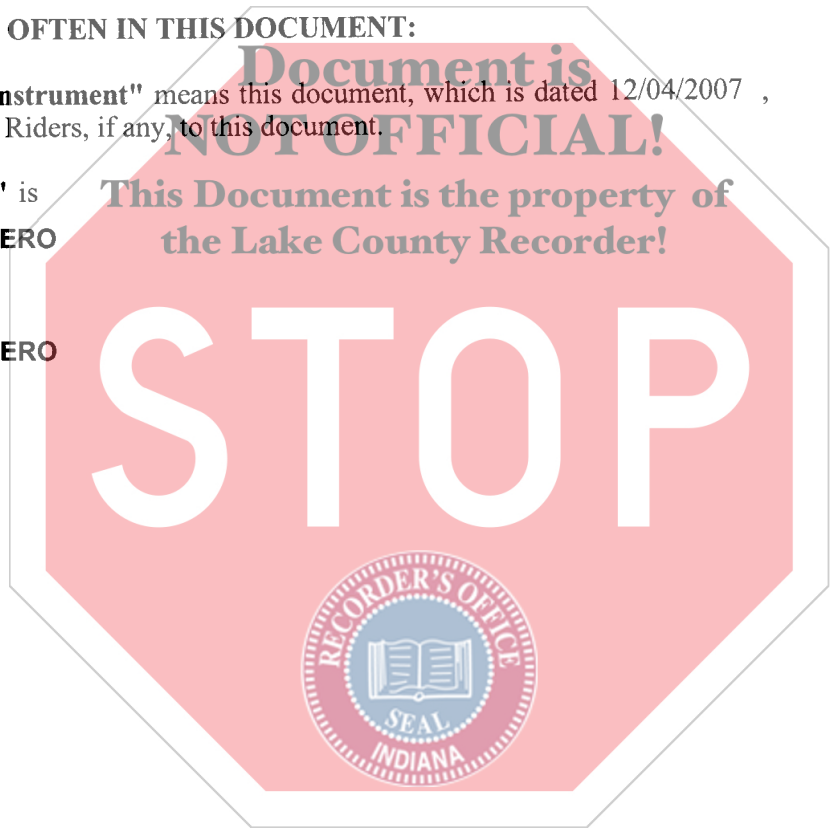 OFTEN IN THIS DOCUMENT:
Document is
nstrument" means this document, which is dated 12/04/2007 ,
Riders, if any, to this document.
NOT OFFICIAL!
" is
This Document is the property of
ERO
the Lake County Recorder!
ERO
STOP
RECORDER'S OFFICE
SEAL
INDIANA